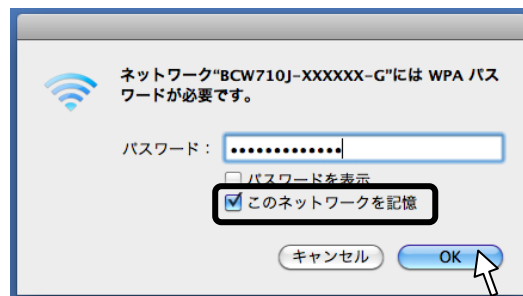 ネットワーク“BCW710J-XXXXXX-G”には WPA パス
ワードが必要です。
パスワード： •••••••••••••
パスワードを表示
このネットワークを記憶
キャンセル OK